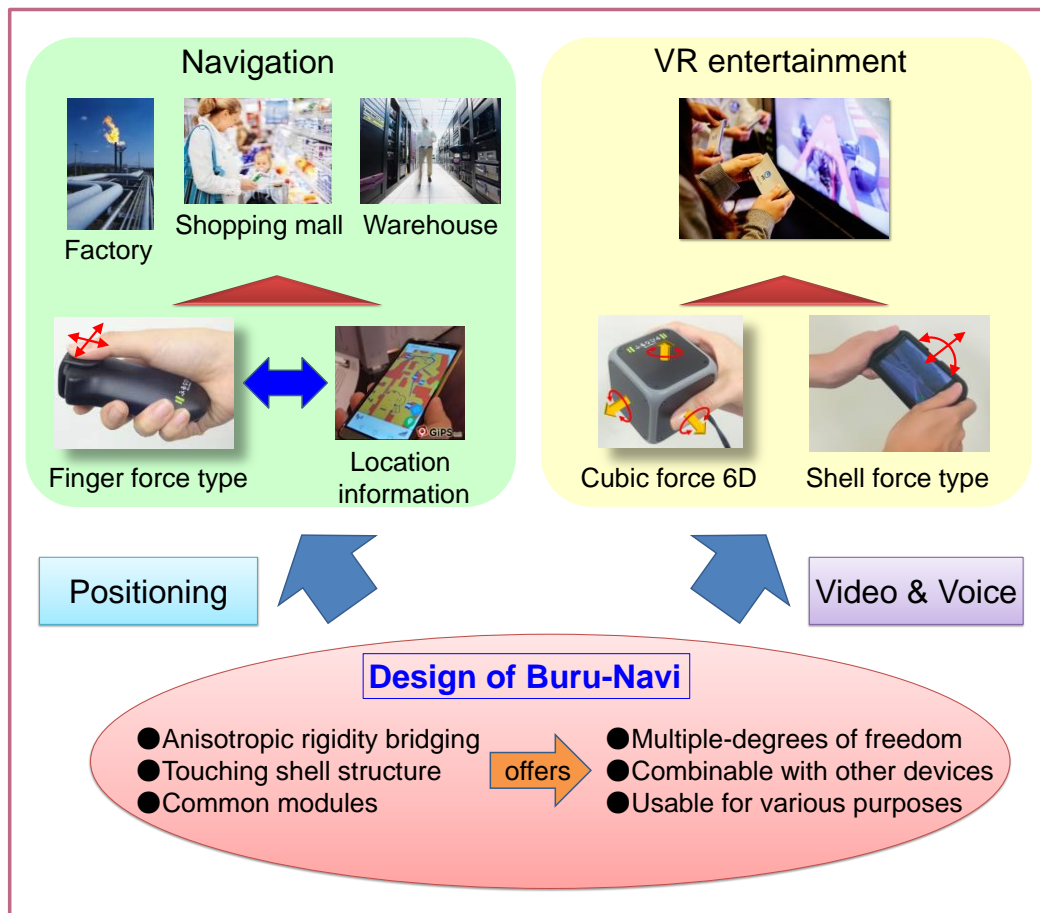 Navigation
VR entertainment
Factory
Shopping mall
Warehouse
GiPS
Finger force type
Location
information
Cubic force 6D
Shell force type
Positioning
Video & Voice
Design of Buru-Navi
●Anisotropic rigidity bridging
●Touching shell structure
●Common modules
offers
●Multiple-degrees of freedom
●Combinable with other devices
●Usable for various purposes